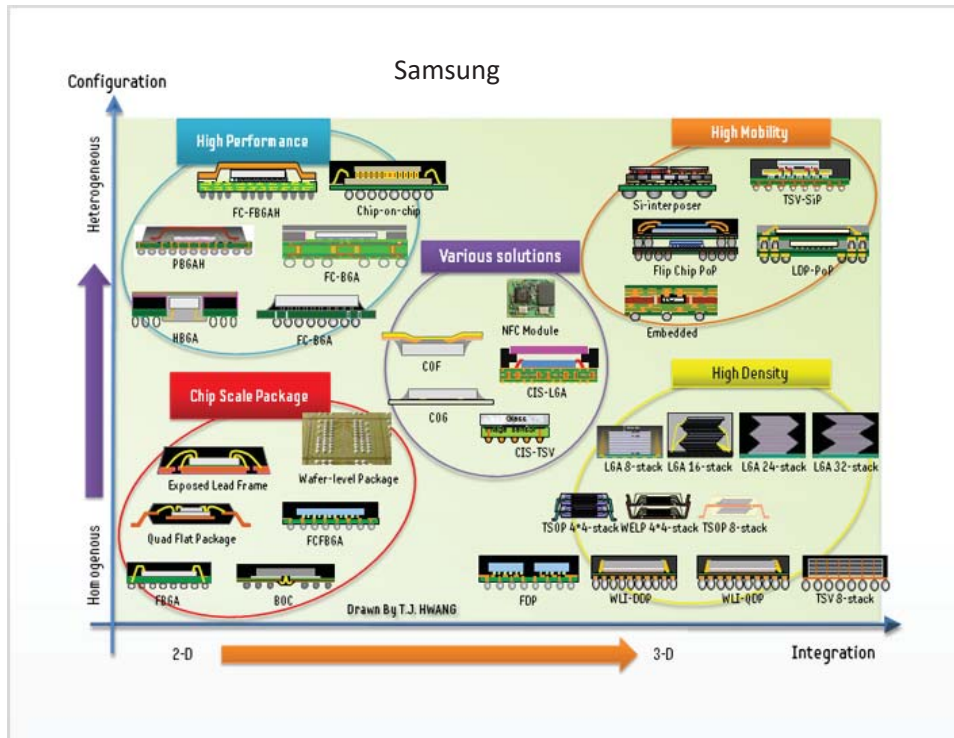 Samsung
Configuration
Heterogeneous
Homogenous
High Performance
FC-FBGAH
Chip-on-chip
PBGAH
FC-BGA
HBGA
FC-BGA
High Mobility
Si-interposer
TSV-SiP
Flip Chip PoP
LDP-PoP
Embedded
Various solutions
NFC Module
COF
CIS-LGA
COG
Glass
CIS-TSV
Chip Scale Package
Exposed Lead Frame
Wafer-level Package
Quad Flat Package
FCFBGA
FBGA
BOC
High Density
LGA 8-stack
LGA 16-stack
LGA 24-stack
LGA 32-stack
TSOP 4*4-stack
WELP 4*4-stack
TSOP 8-stack
FDP
WLI-DDP
WLI-QDP
TSV 8-stack
Drawn By T.J. HWANG
2-D
3-D
Integration